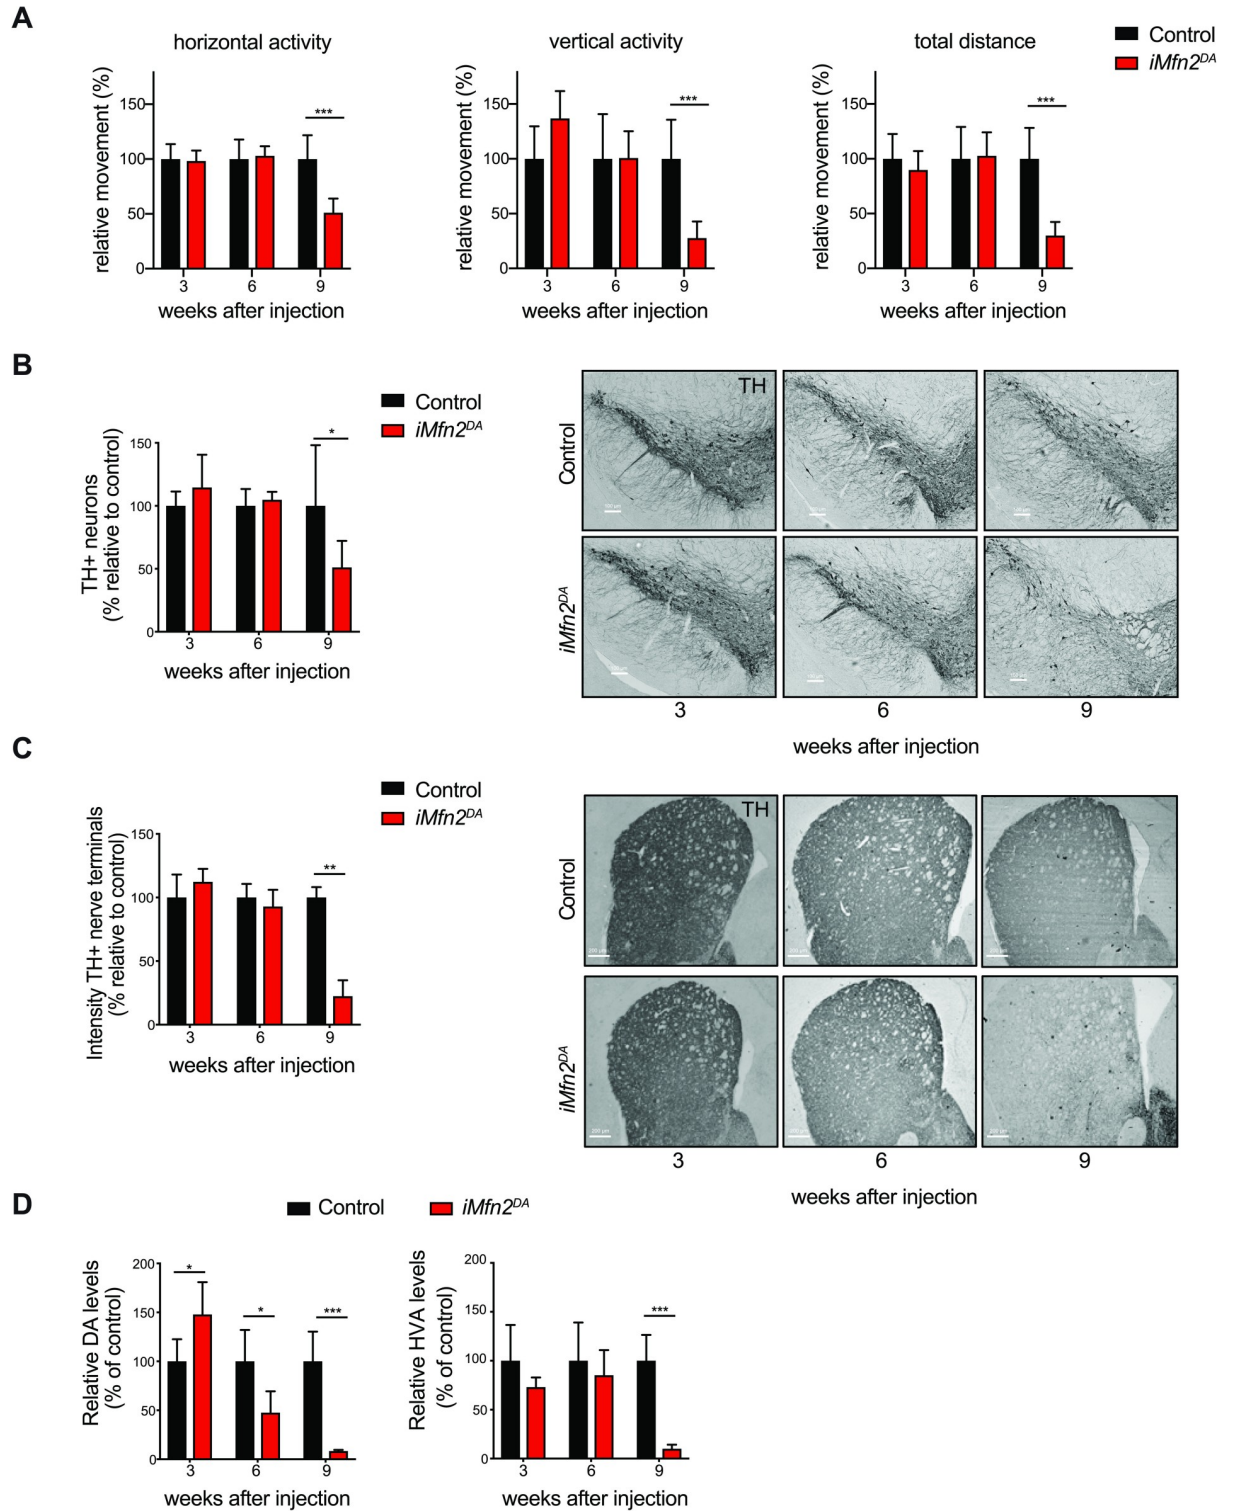 A
horizontal activity
vertical activity
total distance
Control
iMfn2DA
relative movement (%)
150
100
50
0
***
3 6 9
weeks after injection
relative movement (%)
150
100
50
0
***
3 6 9
weeks after injection
relative movement (%)
150
100
50
0
***
3 6 9
weeks after injection
B
Control
iMfn2DA
TH+ neurons
(% relative to control)
150
100
50
0
*
3 6 9
weeks after injection
TH
Control
iMfn2DA
3 6 9
weeks after injection
C
Control
iMfn2DA
Intensity TH+ nerve terminals
(% relative to control)
150
100
50
0
**
3 6 9
weeks after injection
TH
Control
iMfn2DA
3 6 9
weeks after injection
D
Control
iMfn2DA
Relative DA levels
(% of control)
200
150
100
50
0
* * ***
3 6 9
weeks after injection
Relative HVA levels
(% of control)
200
150
100
50
0
***
3 6 9
weeks after injection